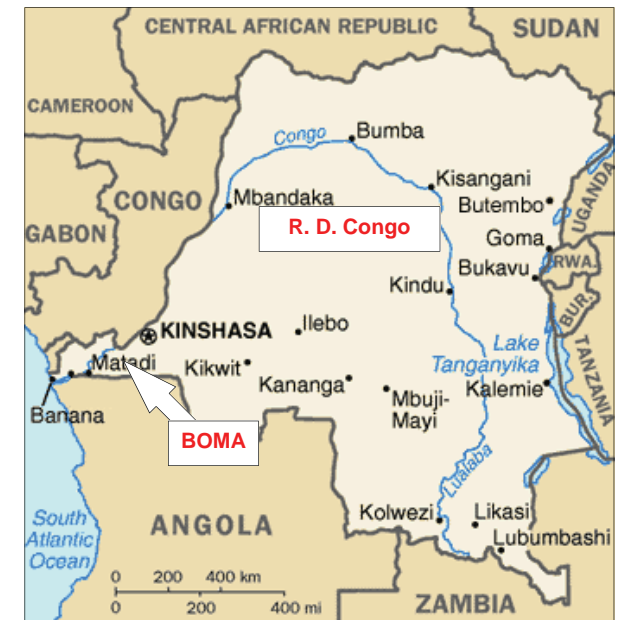 CENTRAL AFRICAN REPUBLIC
SUDAN
CAMEROON
Congo
Bumba
Kisangani
CONGO
Mbandaka
Butembo
UGANDA
R. D. Congo
GABON
Goma
RWA.
Bukavu
Kindu
BUR.
KINSHASA
Ilebo
Lake
Tanganyika
TANZANIA
Matadi
Kikwit
Kananga
Kalemie
Mbuji-
Mayi
Banana
BOMA
Lualaba
South
Atlantic
Ocean
ANGOLA
Kolwezi
Likasi
Lubumbashi
0 200 400 km
0 200 400 mi
ZAMBIA